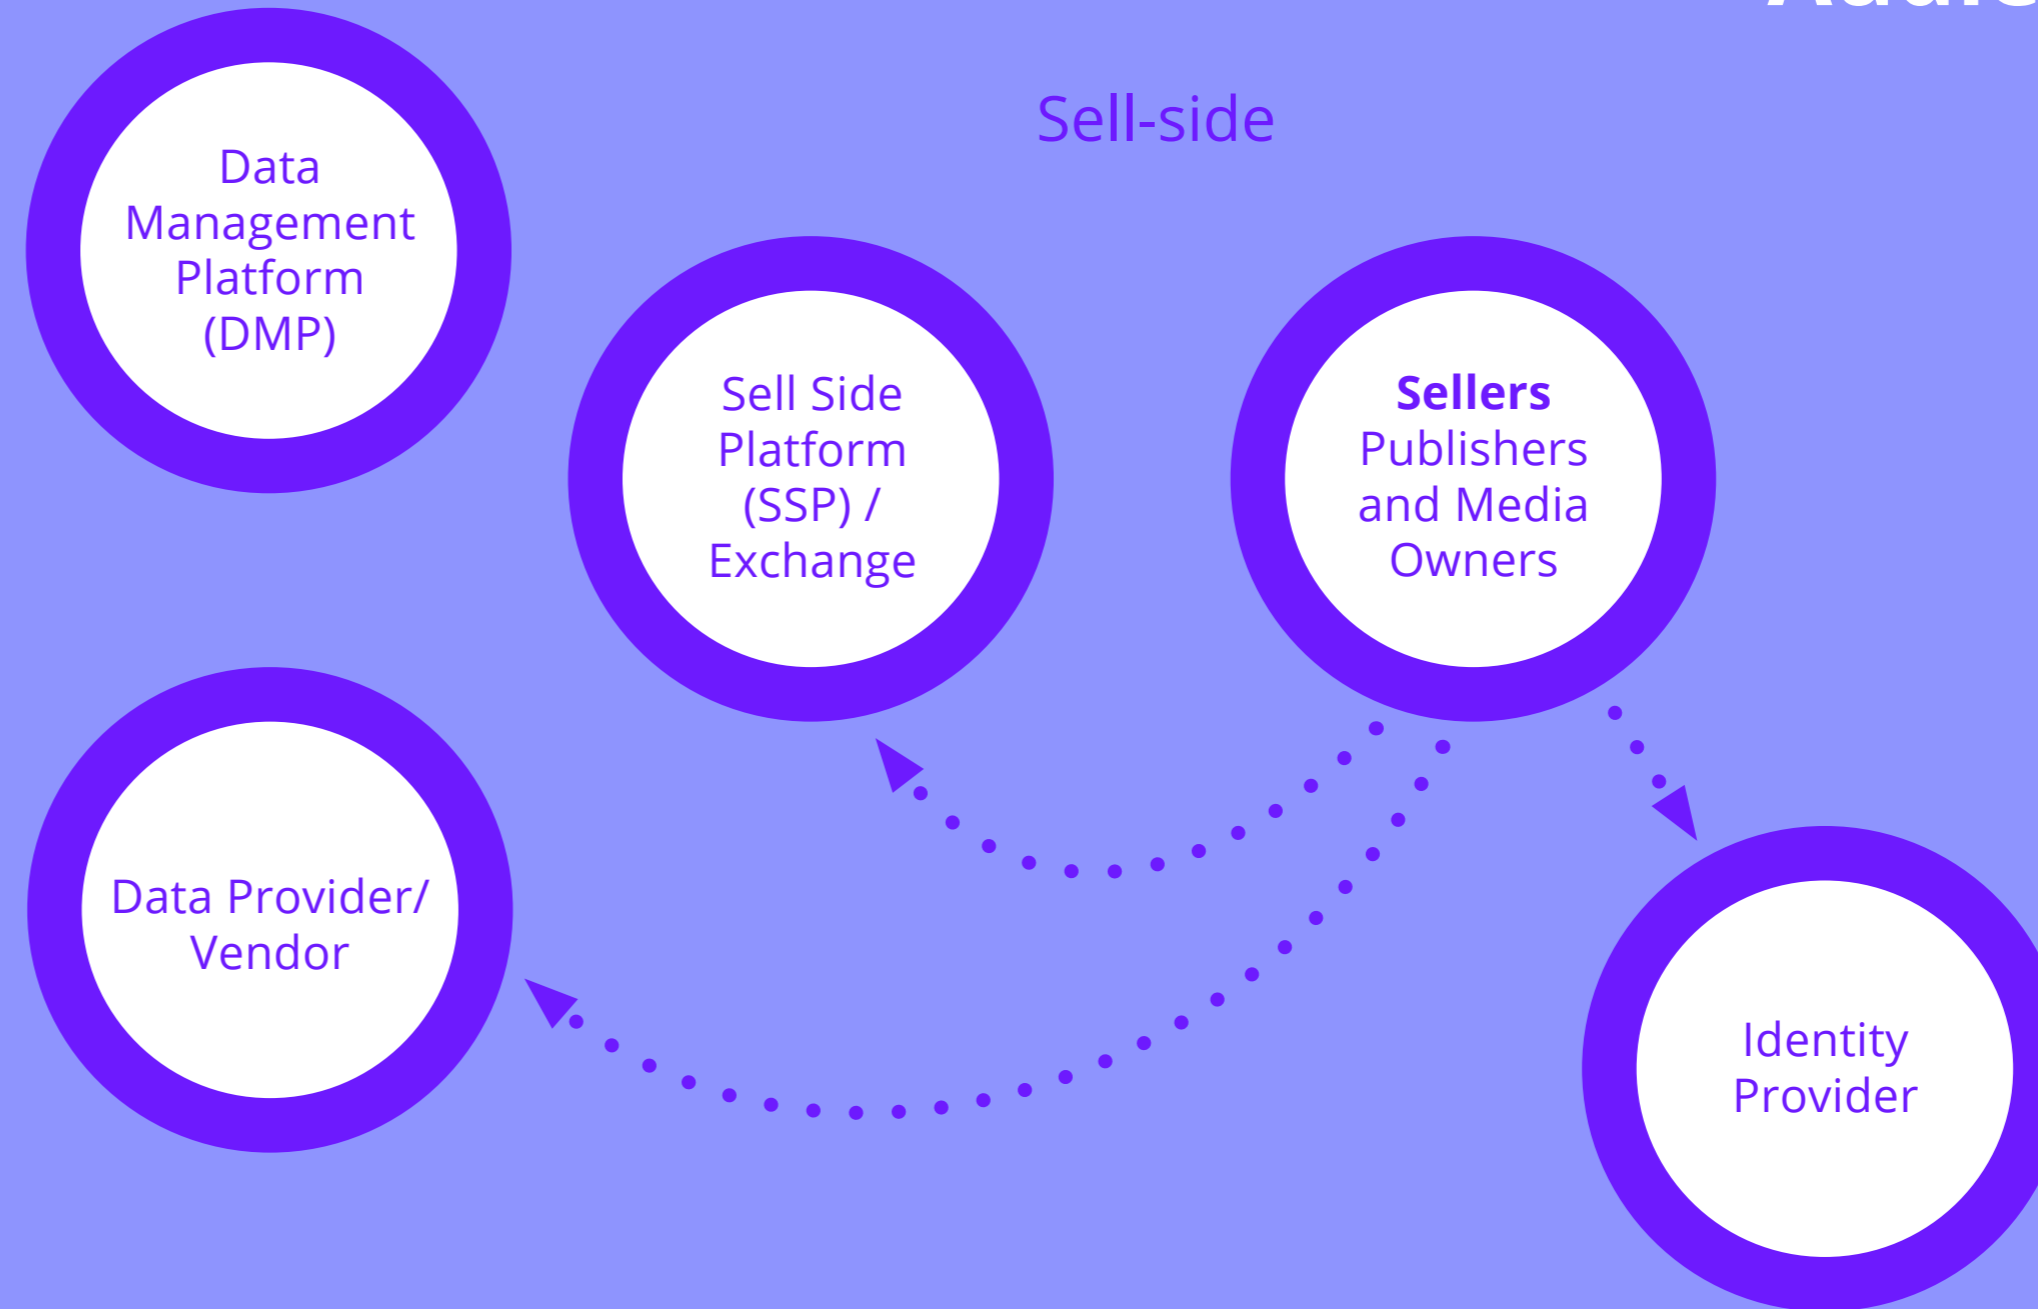 Sell-side
Data
Management
Platform
(DMP)
Sell Side
Platform
(SSP) /
Exchange
Sellers
Publishers
and Media
Owners
Data Provider/
Vendor
Identity
Provider